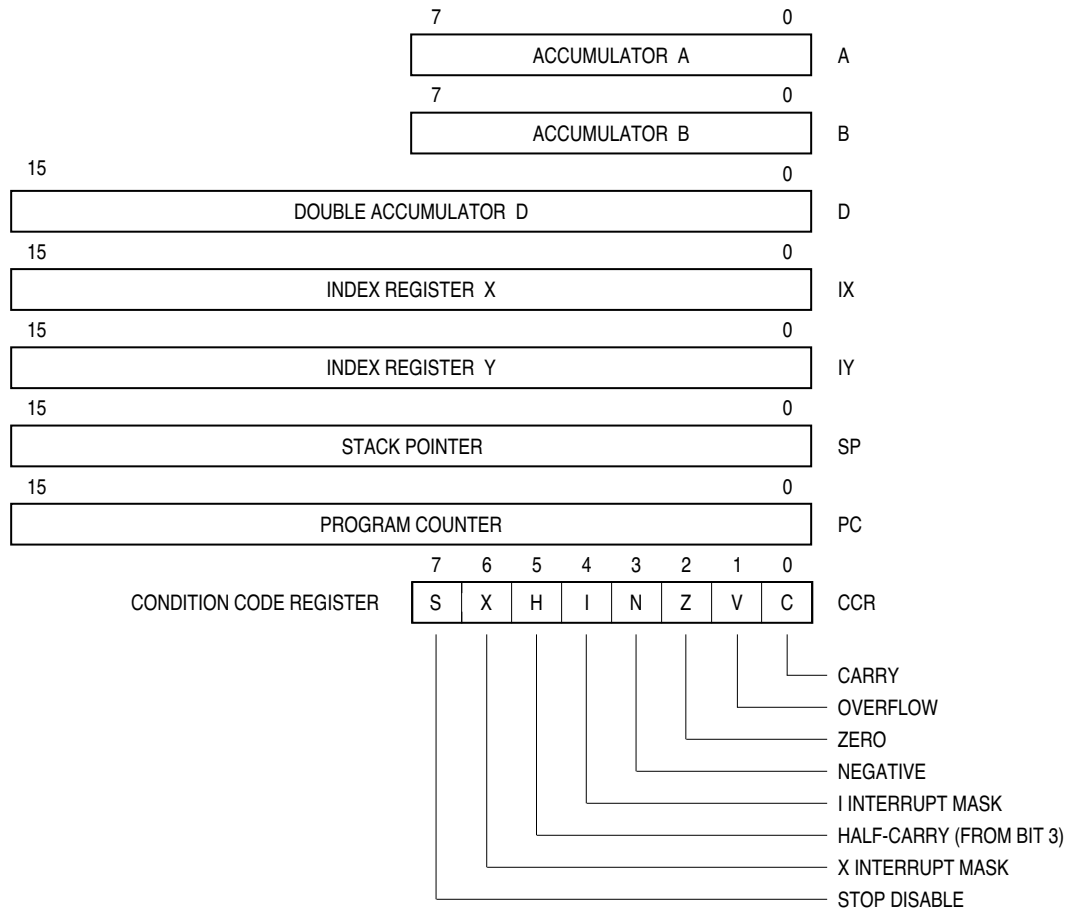 7 0
ACCUMULATOR A A
7 0
ACCUMULATOR B B
15 0
DOUBLE ACCUMULATOR D D
15 0
INDEX REGISTER X IX
15 0
INDEX REGISTER Y IY
15 0
STACK POINTER SP
15 0
PROGRAM COUNTER PC
7 6 5 4 3 2 1 0
CONDITION CODE REGISTER S X H I N Z V C CCR
CARRY
OVERFLOW
ZERO
NEGATIVE
I INTERRUPT MASK
HALF-CARRY (FROM BIT 3)
X INTERRUPT MASK
STOP DISABLE